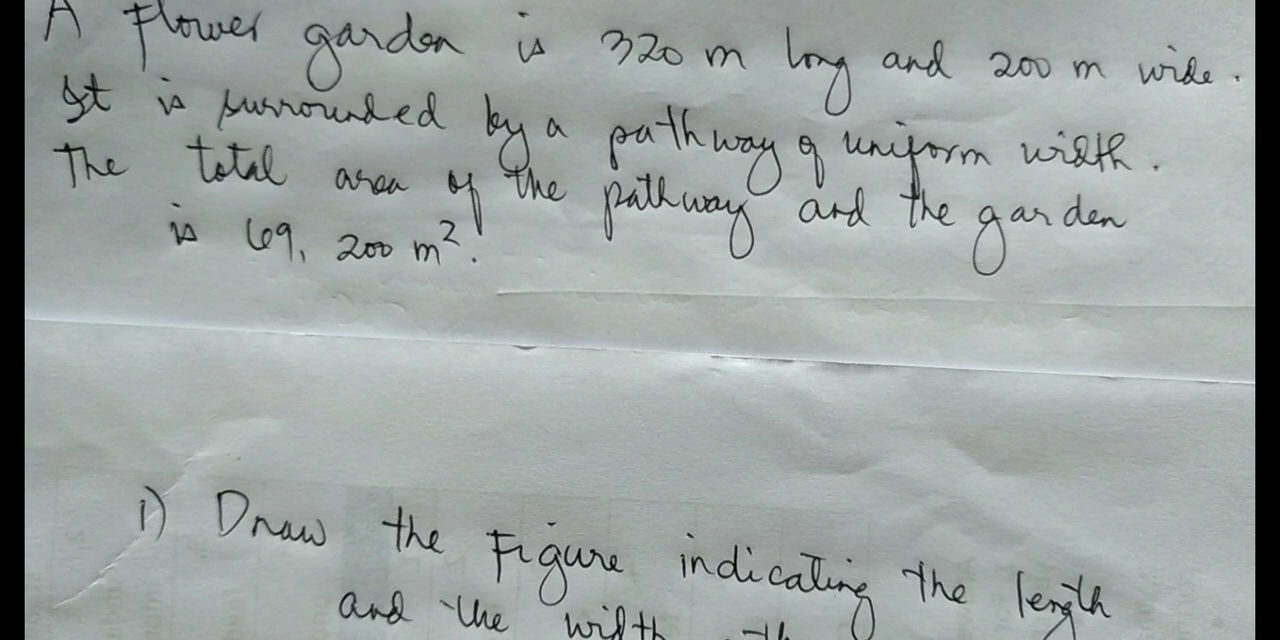 A Flower garden is 320 m long and 200 m wide.
It is surrounded by a pathway of uniform width.
The total area of the pathway and the garden
is 69, 200 m².
i) Draw the Figure indicating the length
and the width